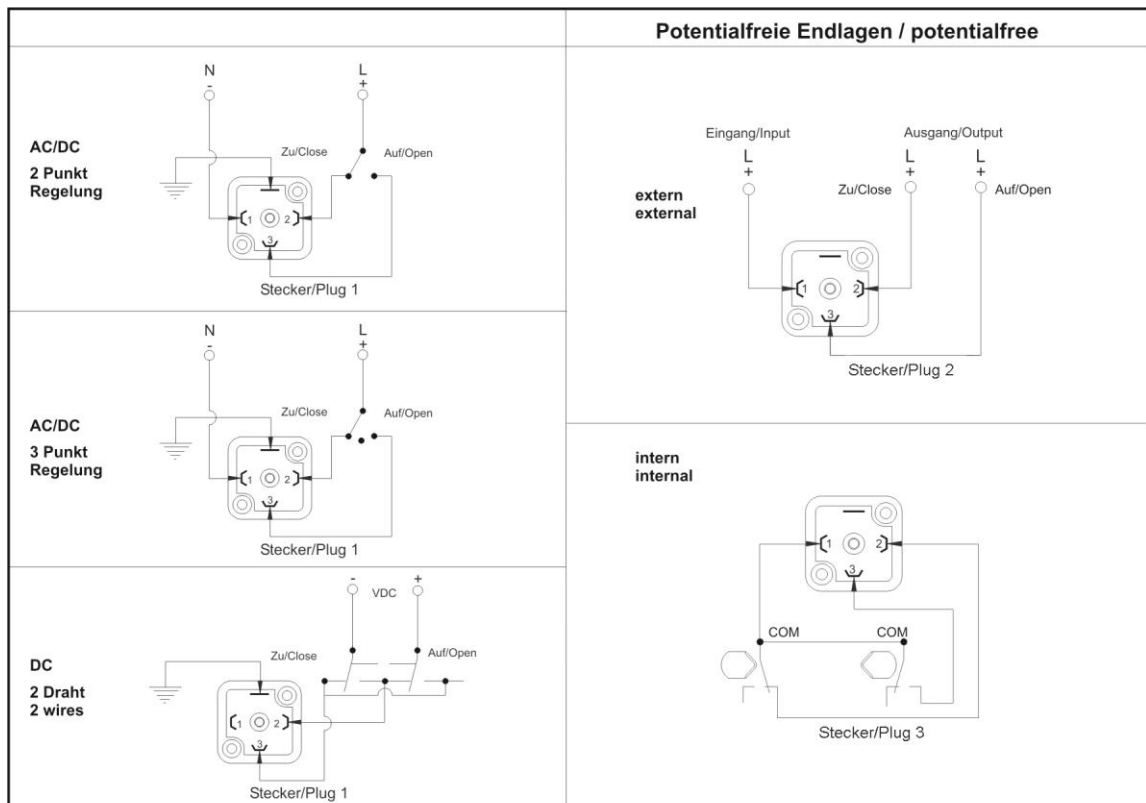 Potentialfreie Endlagen / potentialfree
AC/DC
2 Punkt
Regelung
N
-
L
+
Zu/Close
Auf/Open
1
2
3
Stecker/Plug 1
AC/DC
3 Punkt
Regelung
N
-
L
+
Zu/Close
Auf/Open
1
2
3
Stecker/Plug 1
DC
2 Draht
2 wires
-
+
VDC
Zu/Close
Auf/Open
1
2
3
Stecker/Plug 1
extern
external
Eingang/Input
Ausgang/Output
L
+
L
+
L
+
Zu/Close
Auf/Open
1
2
3
Stecker/Plug 2
intern
internal
1
2
3
COM
COM
Stecker/Plug 3